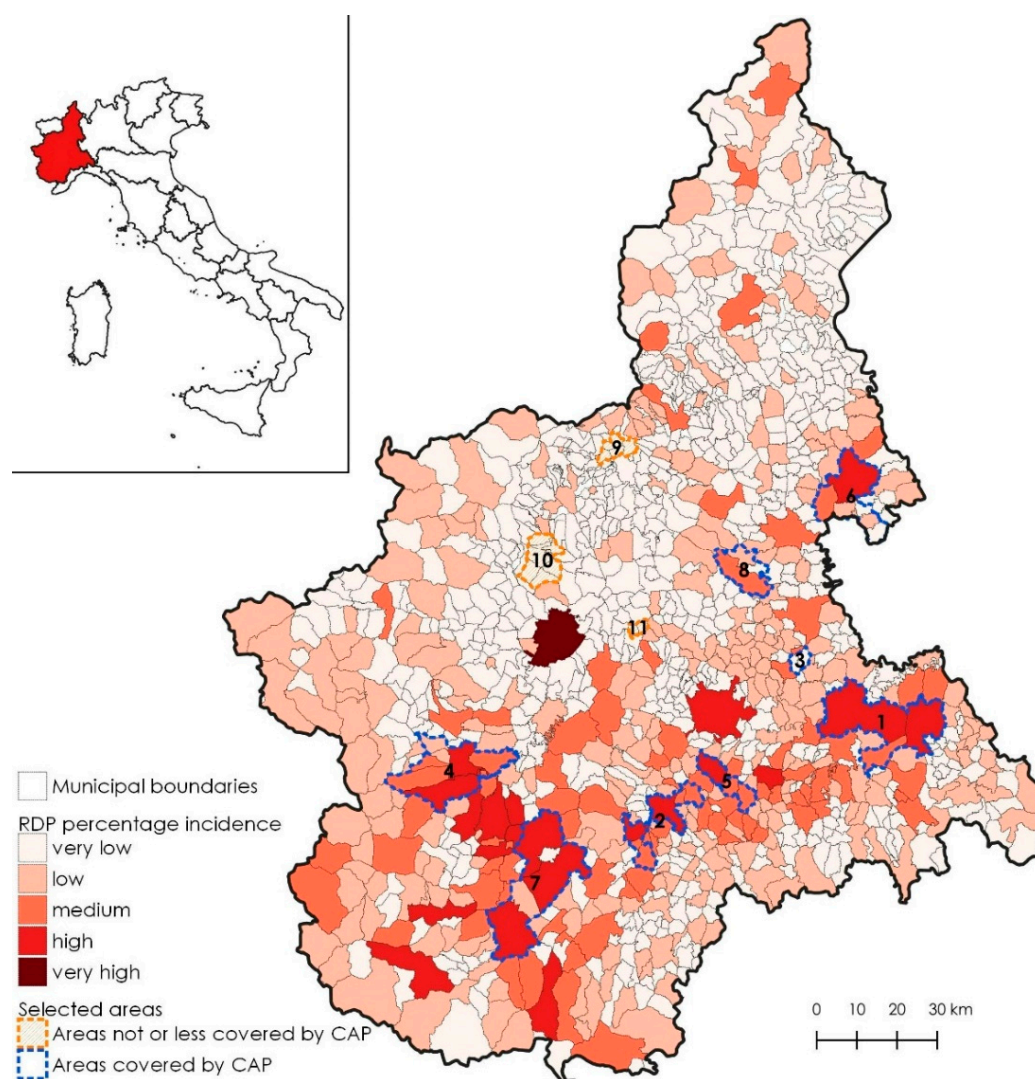 9
6
10
8
11
3
1
4
5
2
7
Municipal boundaries
RDP percentage incidence
very low
low
medium
high
very high
Selected areas
Areas not or less covered by CAP
Areas covered by CAP
0 10 20 30 km